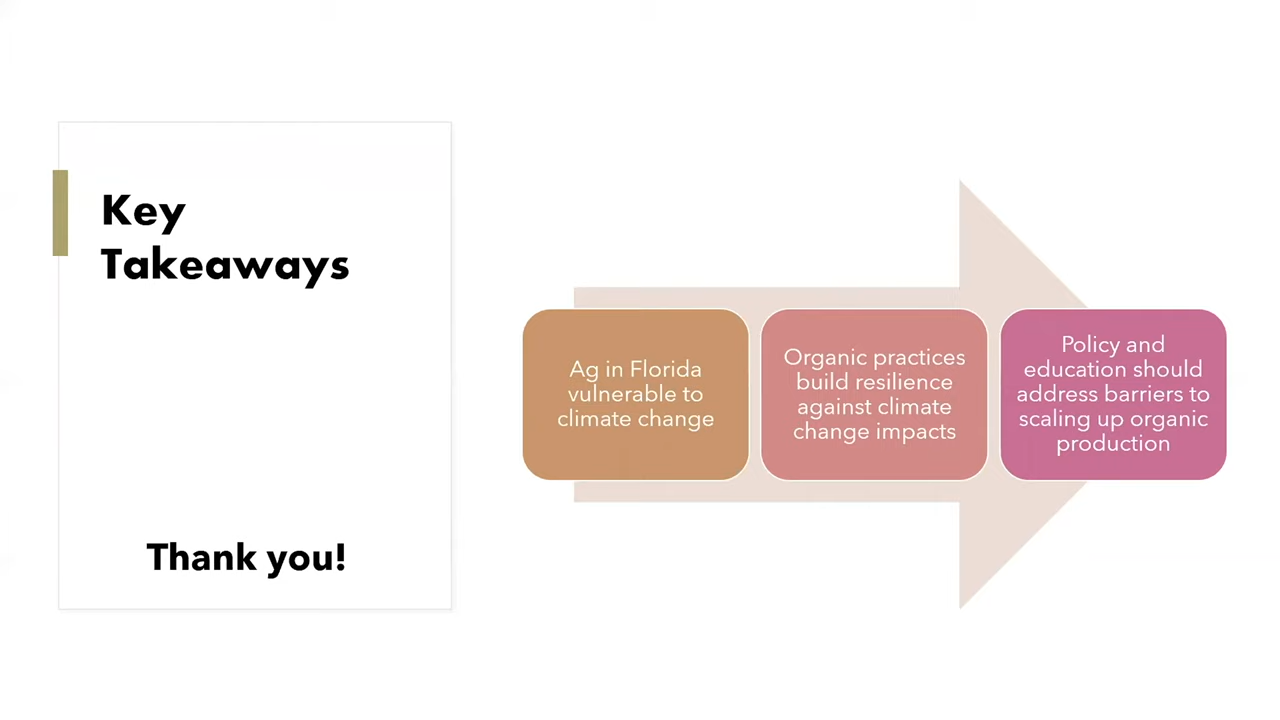 Key
Takeaways
Thank you!
Ag in Florida
vulnerable to
climate change
Organic practices
build resilience
against climate
change impacts
Policy and
education should
address barriers to
scaling up organic
production